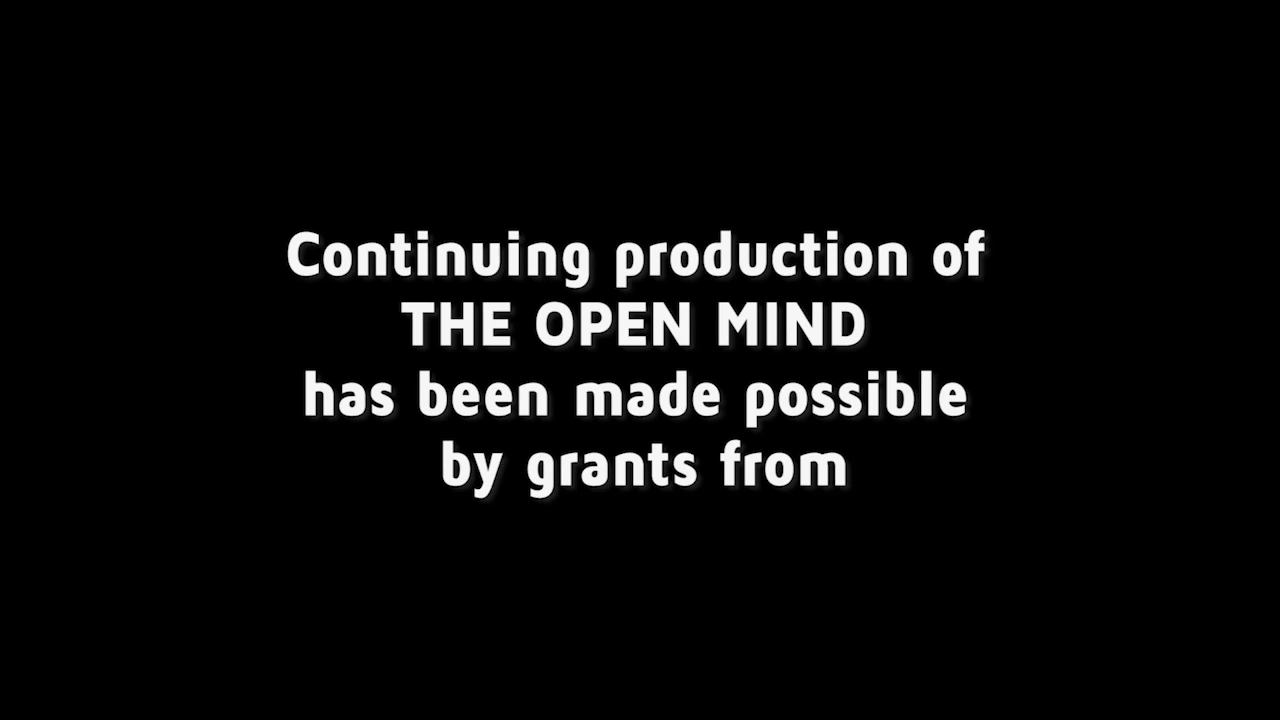 Continuing production of
THE OPEN MIND
has been made possible
by grants from